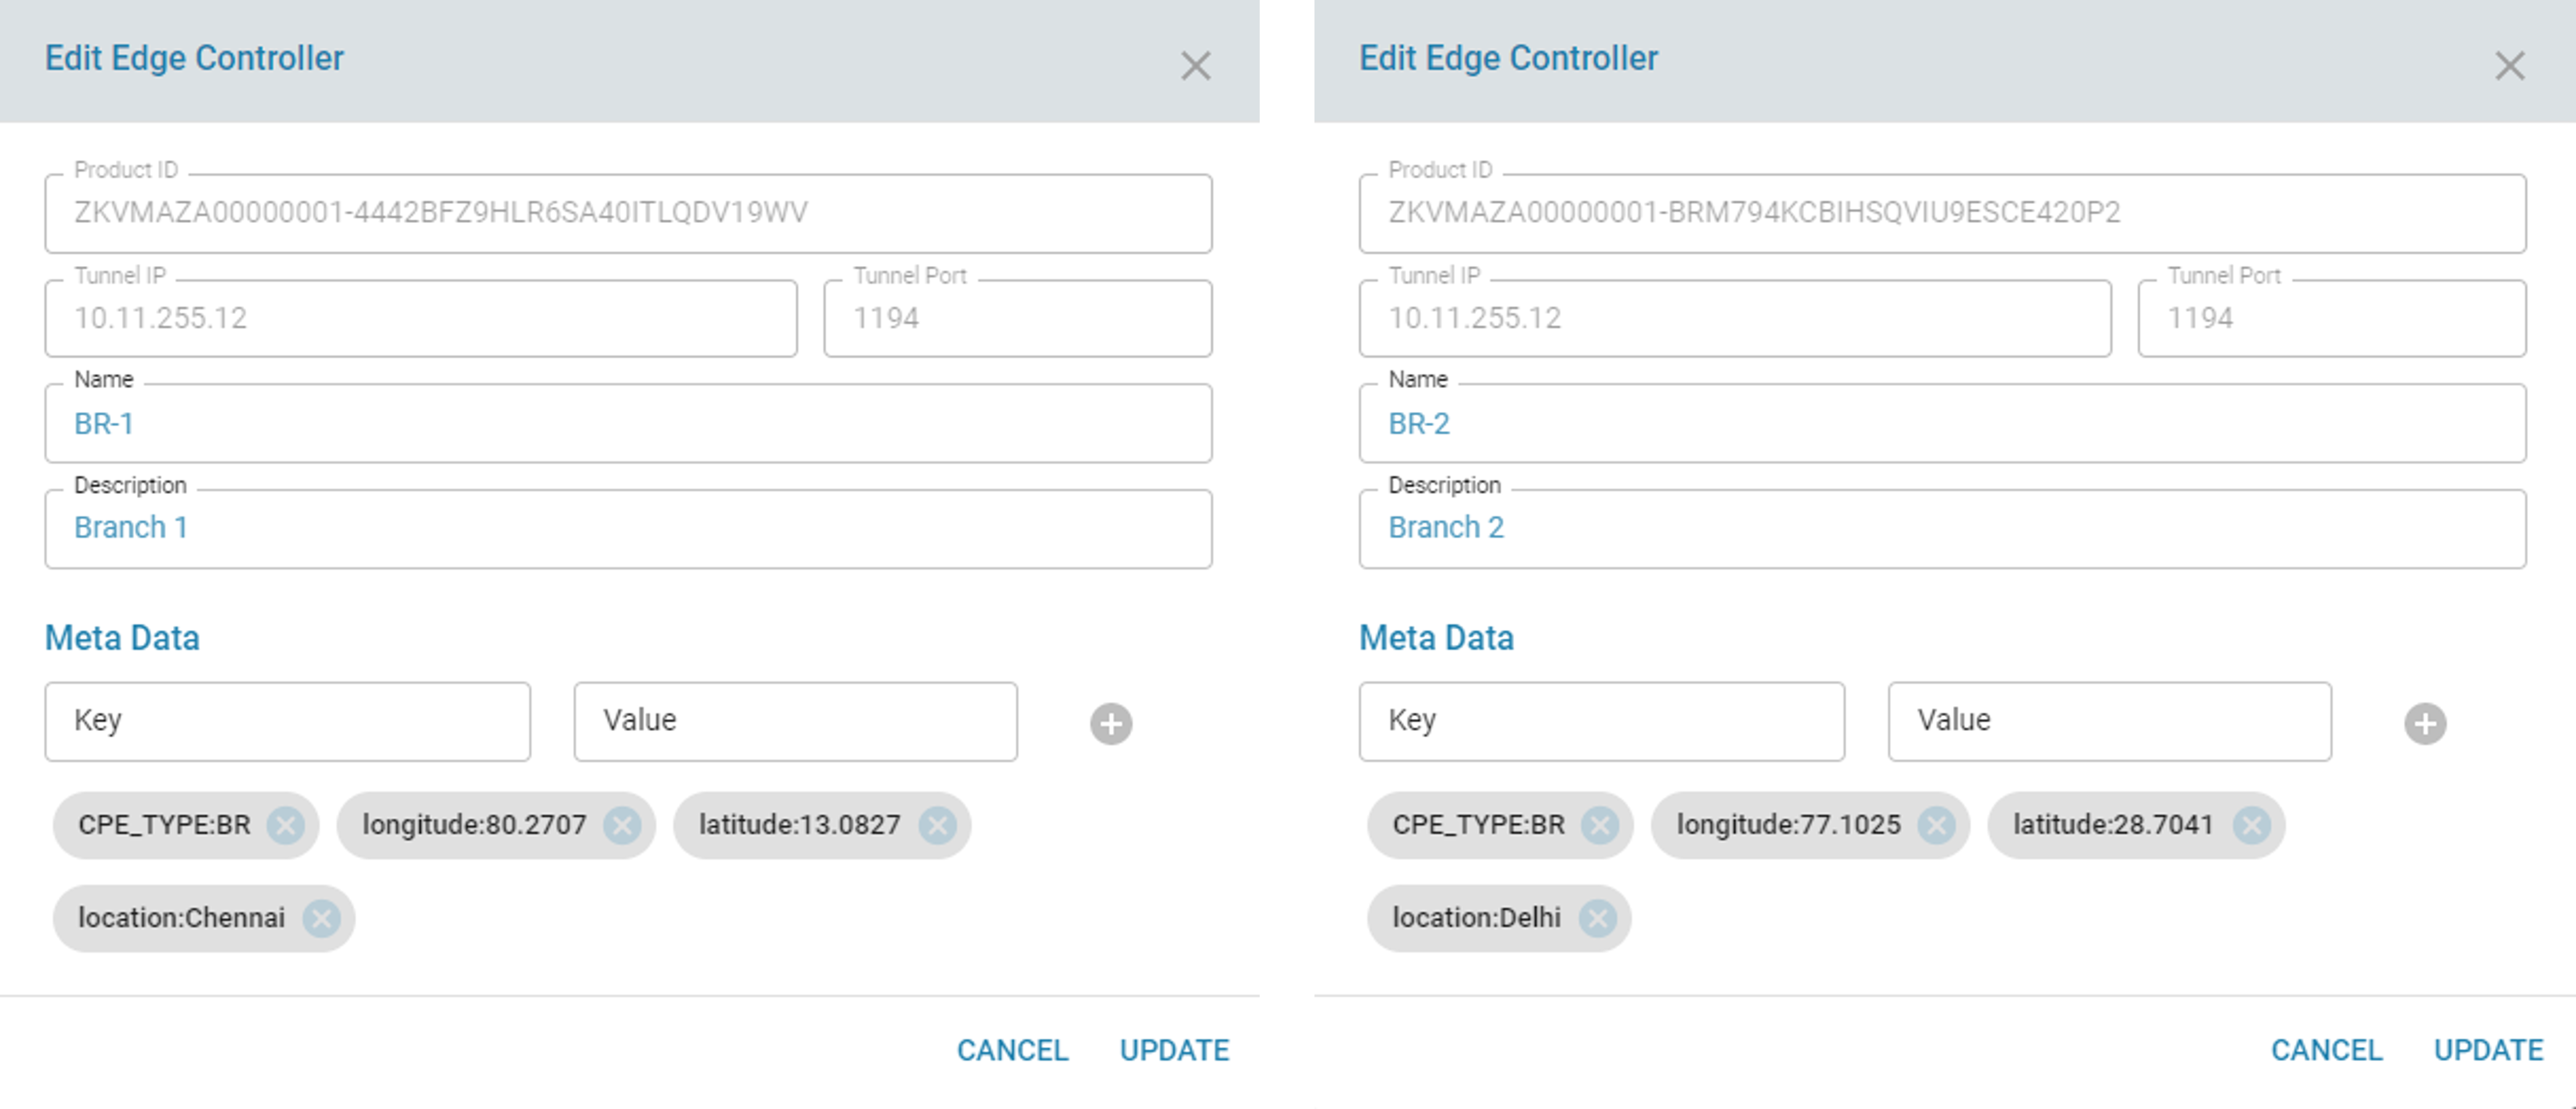 Edit Edge Controller
Product ID
ZKVMAZA00000001-4442BFZ9HLR6SA40ITLQDV19WV
Tunnel IP
Tunnel Port
10.11.255.12
1194
Name
BR-1
Description
Branch 1
Meta Data
Key
Value
CPE_TYPE:BR
longitude:80.2707
latitude:13.0827
location:Chennai
CANCEL
UPDATE
Edit Edge Controller
Product ID
ZKVMAZA00000001-BRM794KCBIHSQVIU9ESCE420P2
Tunnel IP
Tunnel Port
10.11.255.12
1194
Name
BR-2
Description
Branch 2
Meta Data
Key
Value
CPE_TYPE:BR
longitude:77.1025
latitude:28.7041
location:Delhi
CANCEL
UPDATE